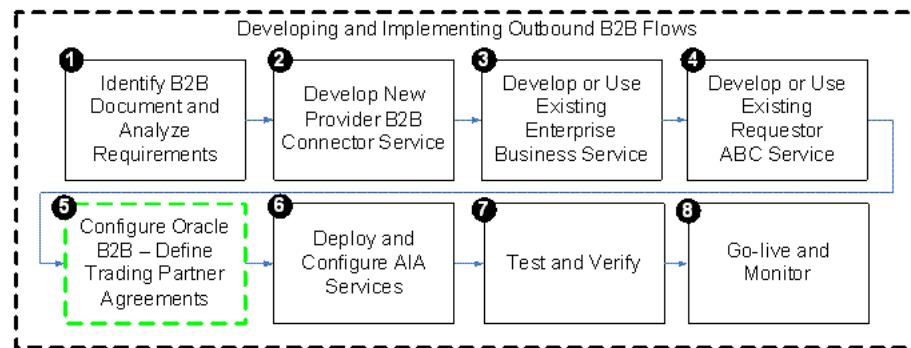 Developing and Implementing Outbound B2B Flows
1
Identify B2B
Document and
Analyze
Requirements
2
Develop New
Provider B2B
Connector Service
3
Develop or Use
Existing
Enterprise
Business Service
4
Develop or Use
Existing
Requestor
ABC Service
5
Configure Oracle
B2B – Define
Trading Partner
Agreements
6
Deploy and
Configure AIA
Services
7
Test and Verify
8
Go-live and
Monitor